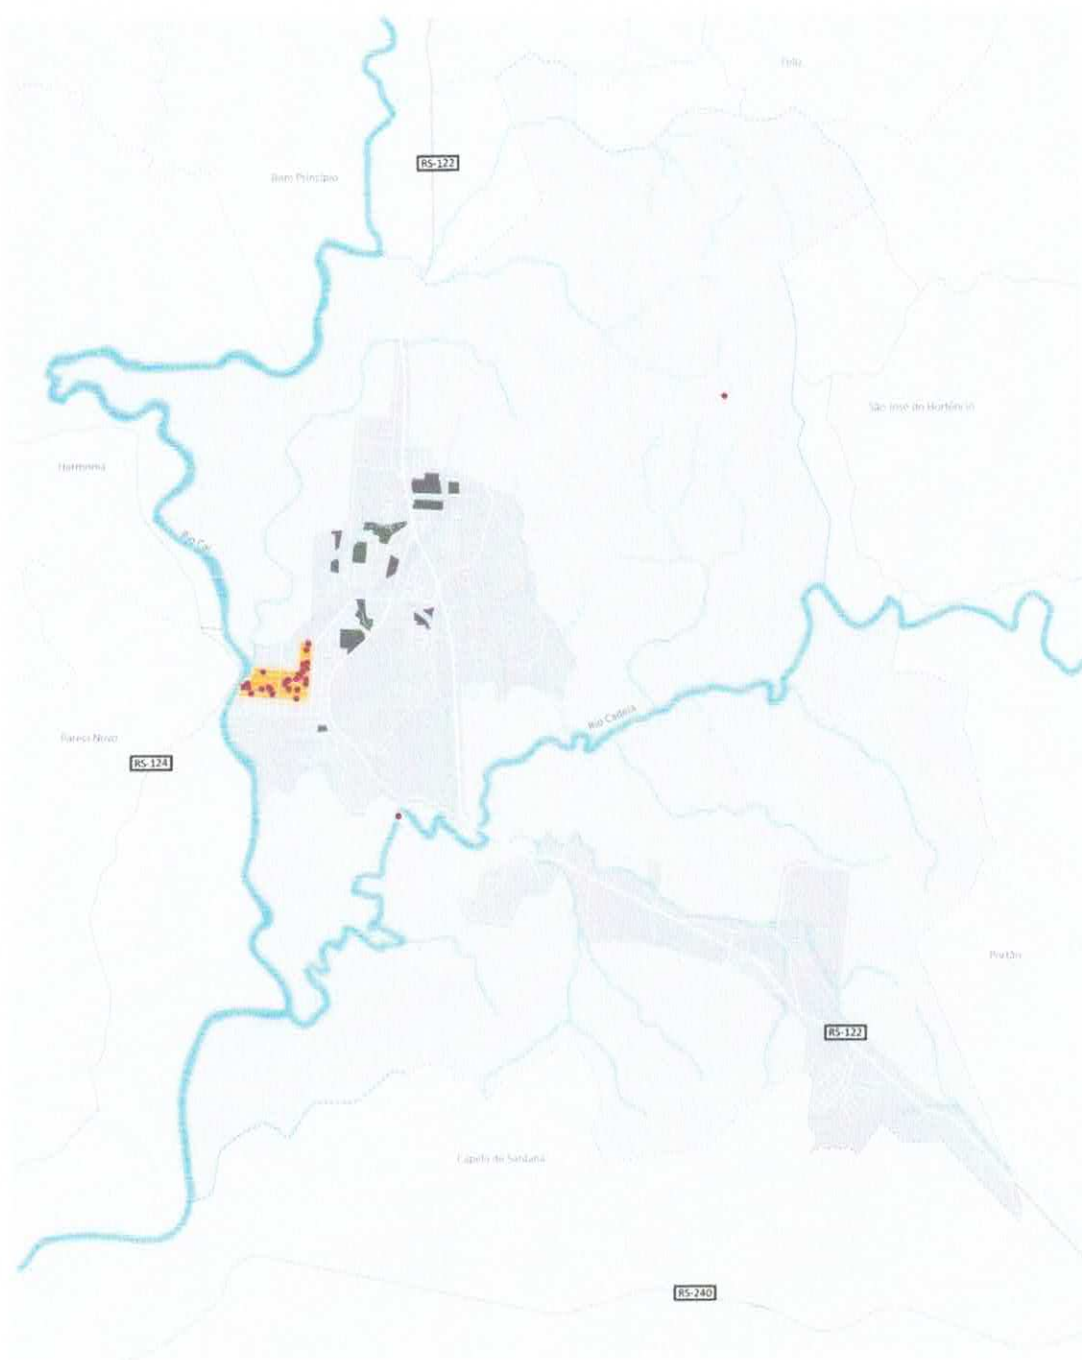 Feliz
RS-122
Bom Princípio
São José do Hortêncio
Harmonia
Rio Caí
Rio Cadeia
Pareci Novo
RS-124
Portão
RS-122
Capela de Santana
RS-240